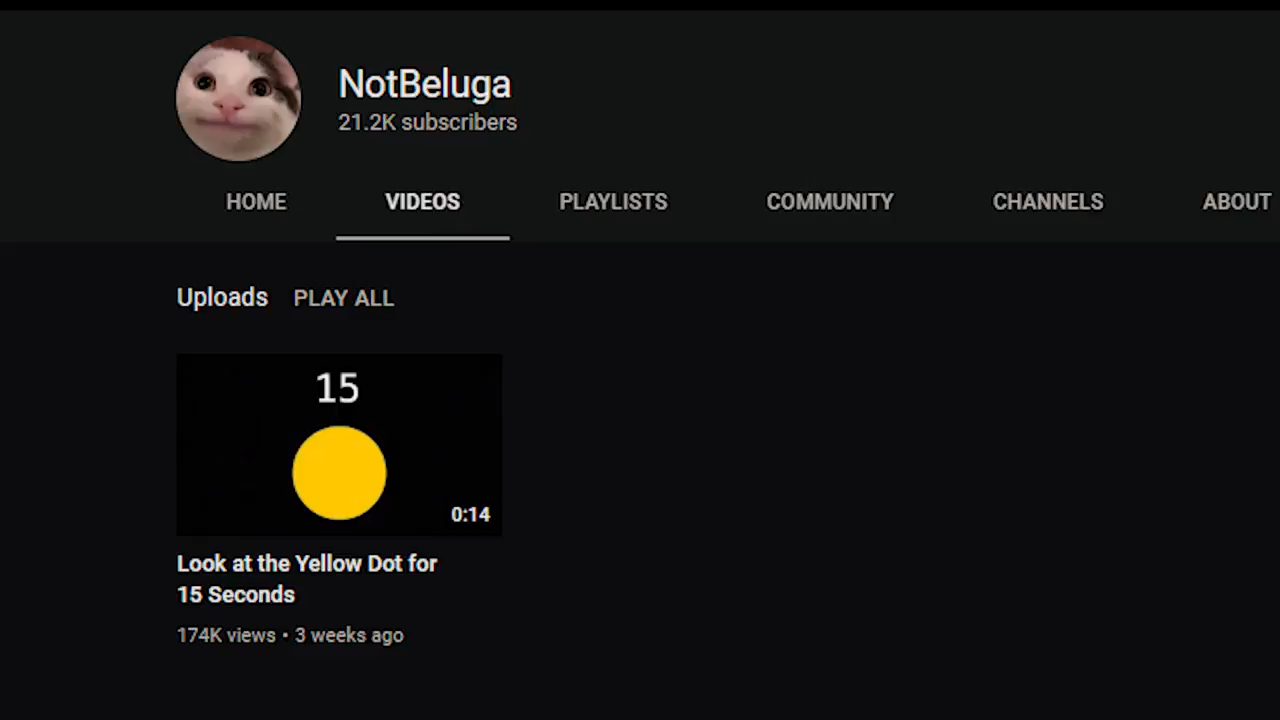 NotBeluga
21.2K subscribers
HOME VIDEOS PLAYLISTS COMMUNITY CHANNELS ABOUT
Uploads PLAY ALL
15
0:14
Look at the Yellow Dot for
15 Seconds
174K views • 3 weeks ago